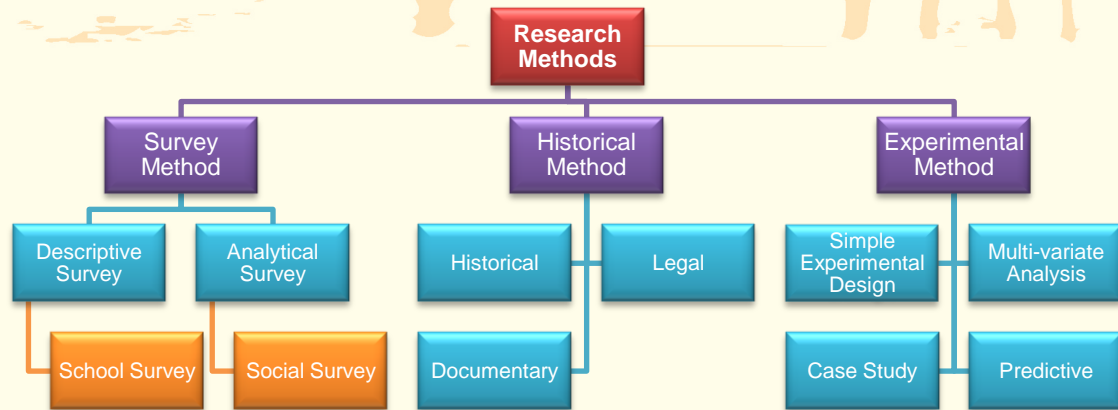 Research
Methods
Survey
Method
Historical
Method
Experimental
Method
Descriptive
Survey
Analytical
Survey
Historical
Legal
Simple
Experimental
Design
Multi-variate
Analysis
School Survey
Social Survey
Documentary
Case Study
Predictive